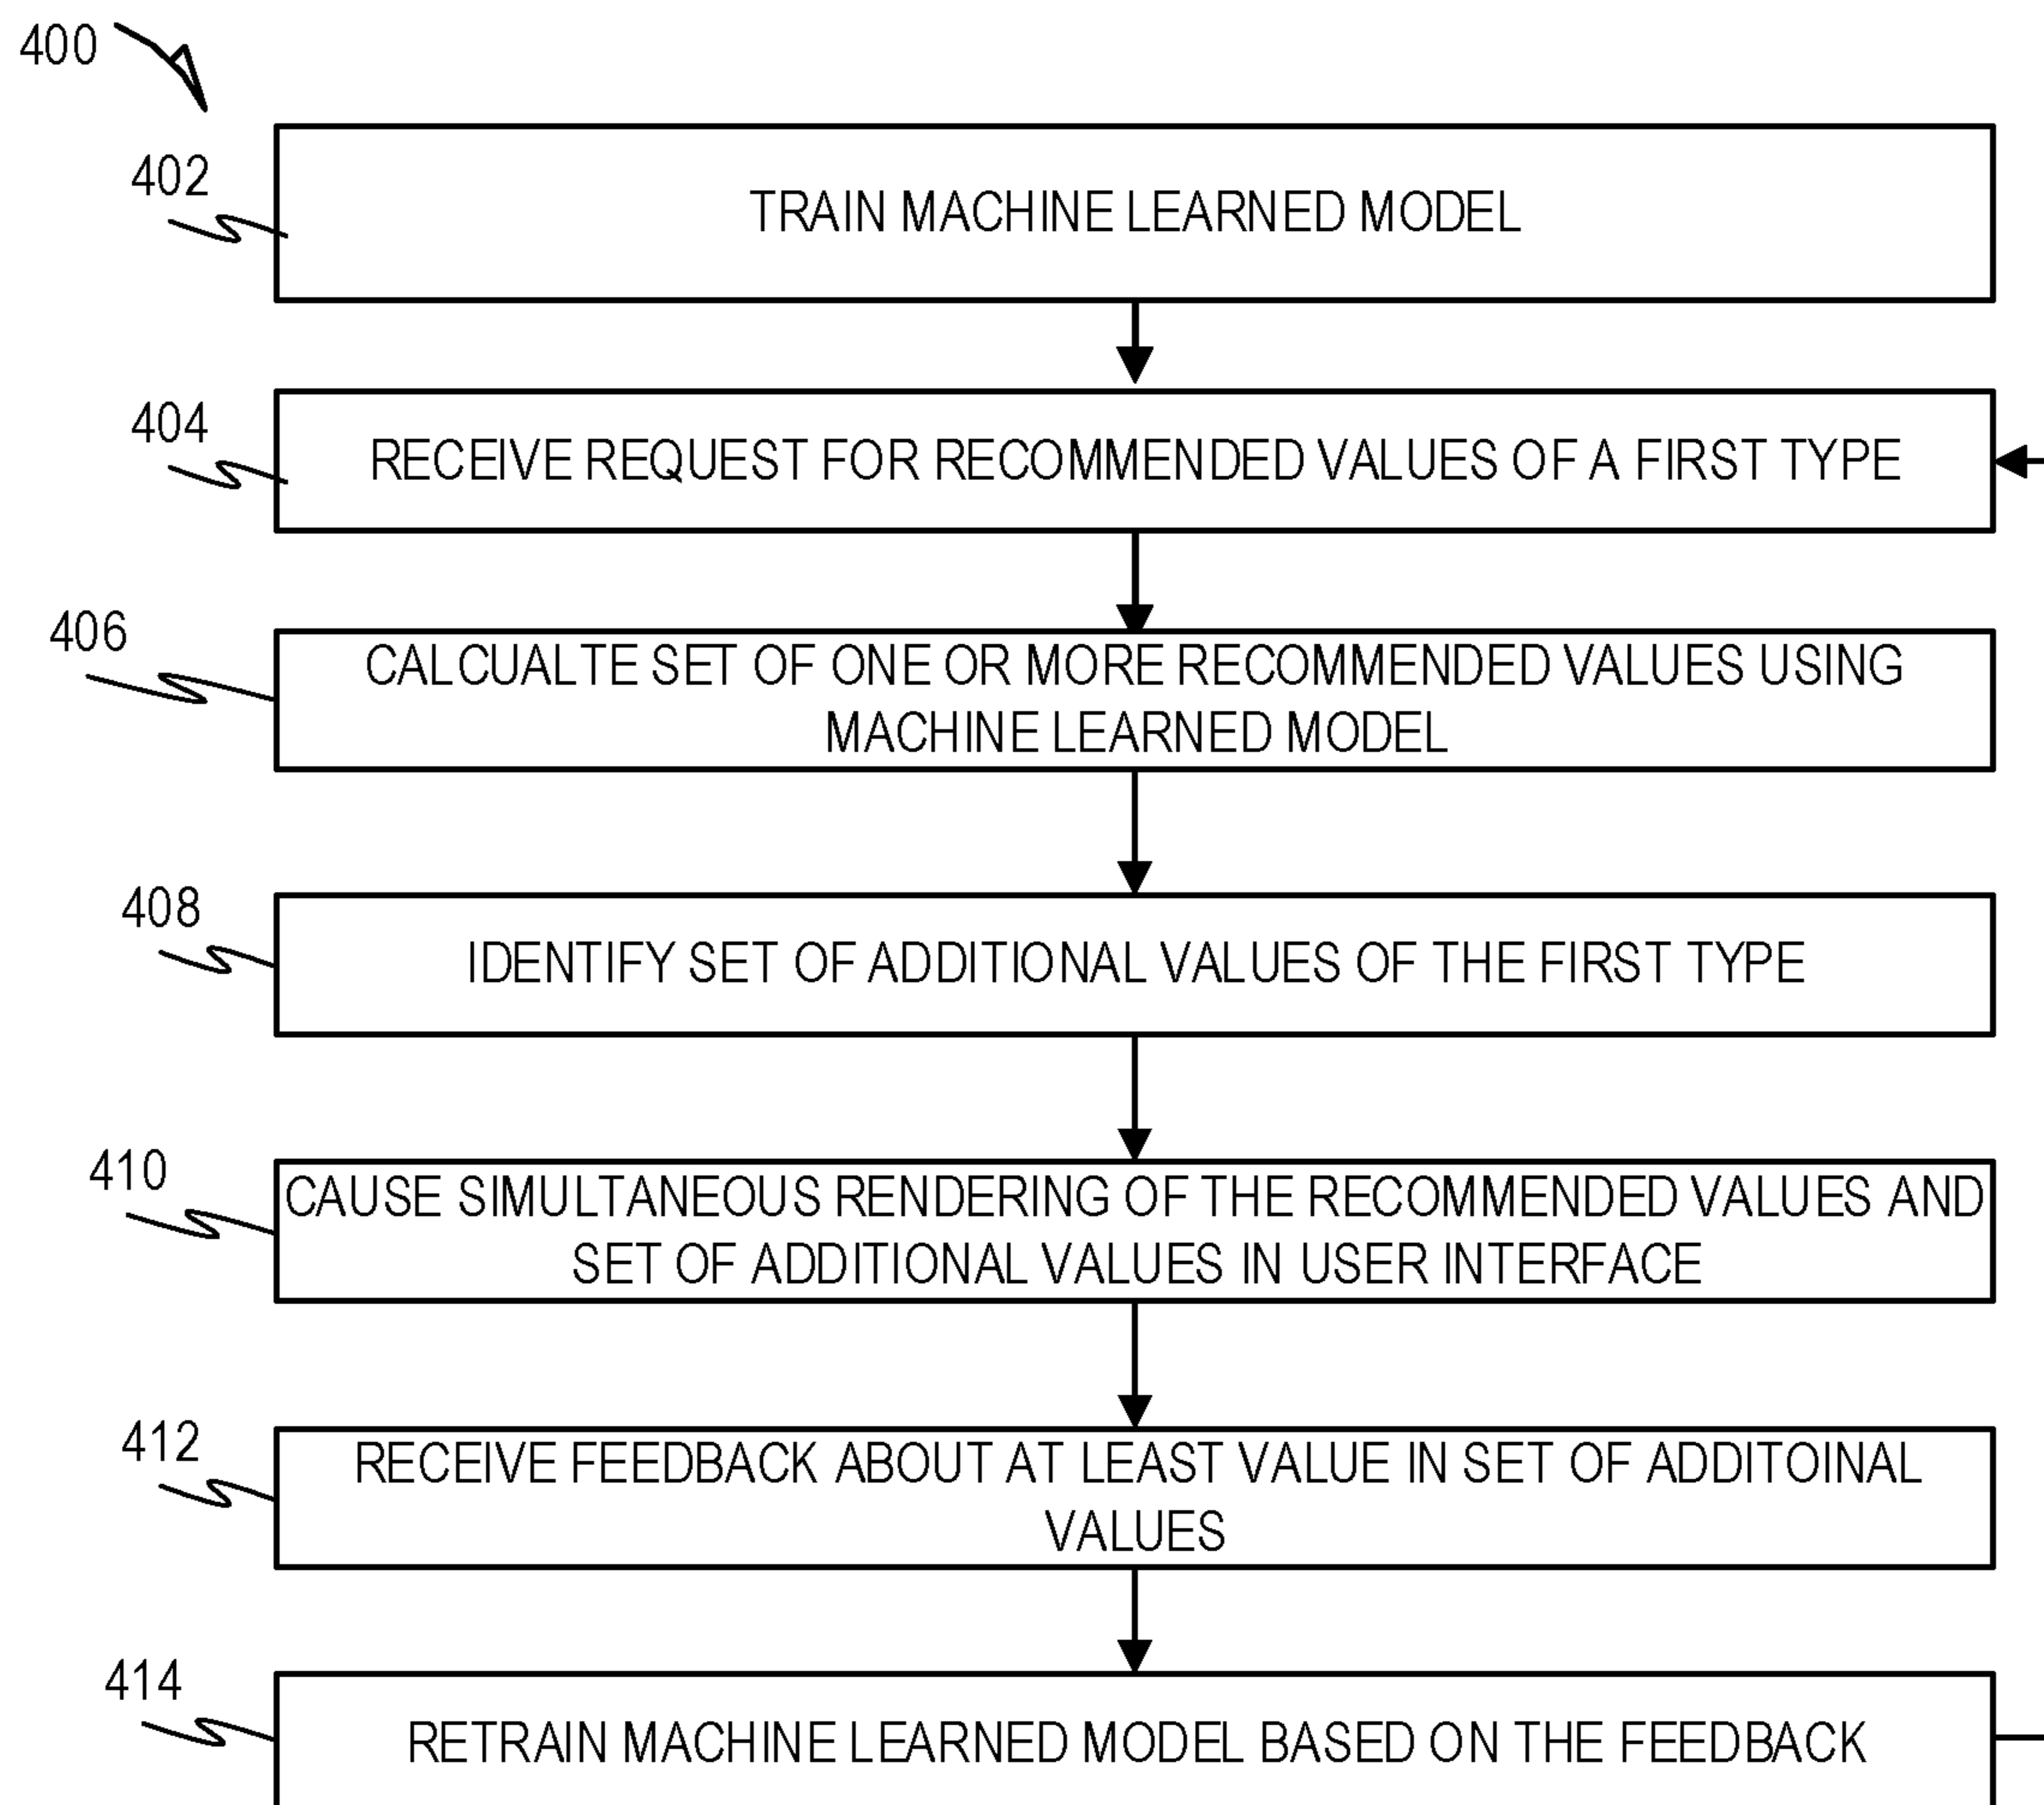 400
402
TRAIN MACHINE LEARNED MODEL
404
RECEIVE REQUEST FOR RECOMMENDED VALUES OF A FIRST TYPE
406
CALCUALTE SET OF ONE OR MORE RECOMMENDED VALUES USING
MACHINE LEARNED MODEL
408
IDENTIFY SET OF ADDITIONAL VALUES OF THE FIRST TYPE
410
CAUSE SIMULTANEOUS RENDERING OF THE RECOMMENDED VALUES AND
SET OF ADDITIONAL VALUES IN USER INTERFACE
412
RECEIVE FEEDBACK ABOUT AT LEAST VALUE IN SET OF ADDITOINAL
VALUES
414
RETRAIN MACHINE LEARNED MODEL BASED ON THE FEEDBACK